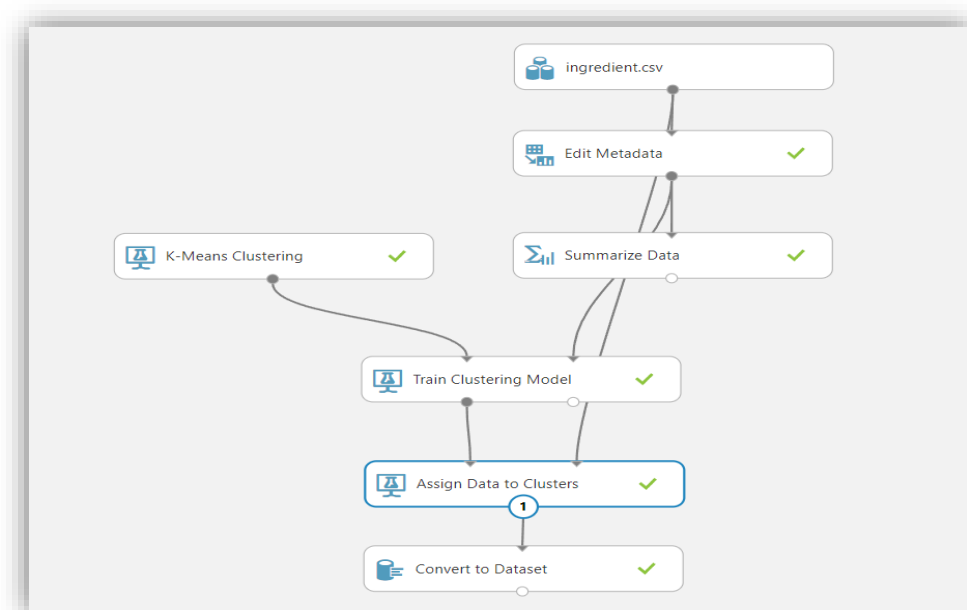 ingredient.csv
Edit Metadata
K-Means Clustering
Summarize Data
Train Clustering Model
Assign Data to Clusters
1
Convert to Dataset